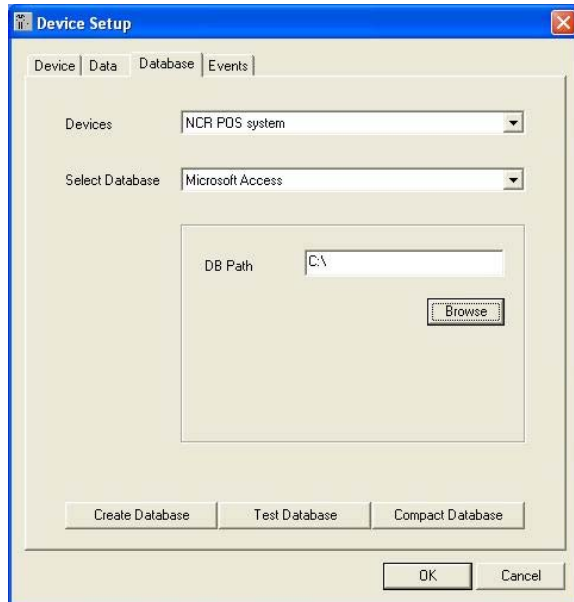 Device Setup
Device Data Database Events
Devices NCR POS system
Select Database Microsoft Access
DB Path C:\
Browse
Create Database Test Database Compact Database
OK Cancel